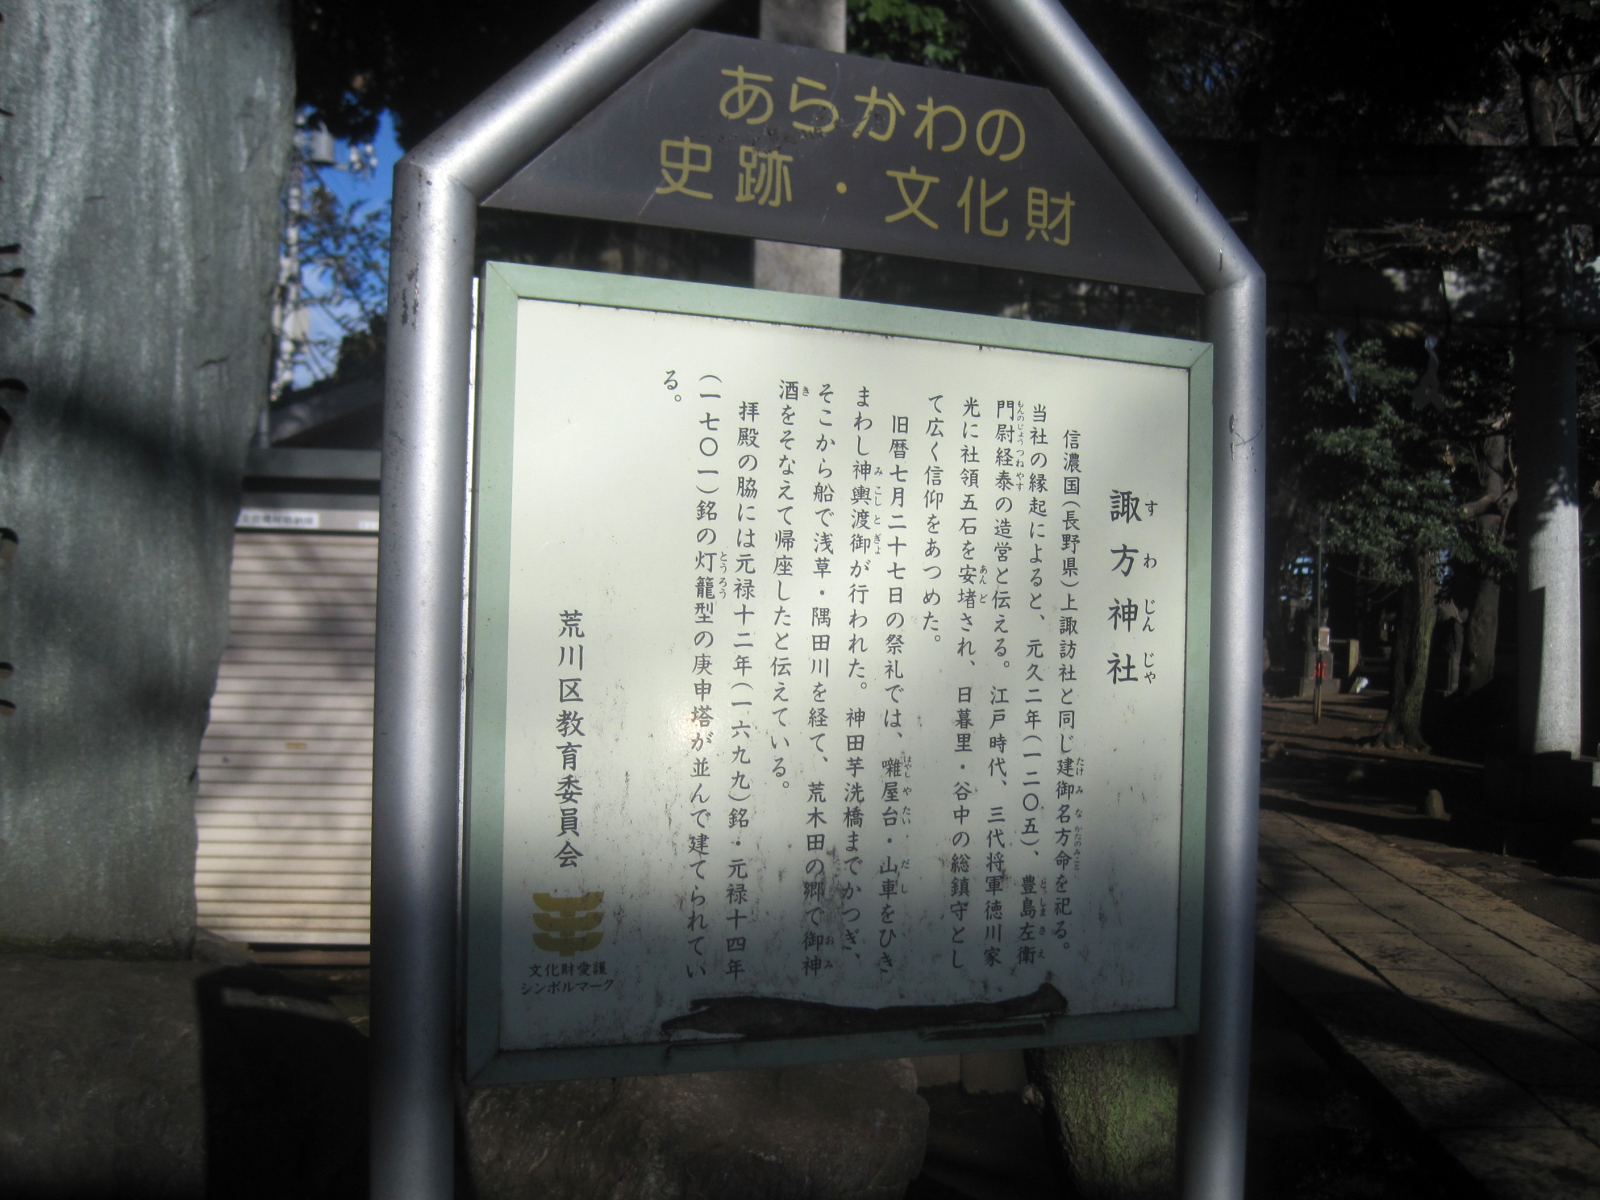 あらかわの
史跡・文化財
諏方神社
すわじんじゃ
信濃国(長野県)上諏訪社と同じ建御名方命を祀る。
当社の縁起によると、元久二年(一二〇五)、豊島左衛
門尉経泰の造営と伝える。江戸時代、三代将軍徳川家
光に社領五石を安堵され、日暮里・谷中の総鎮守とし
て広く信仰をあつめた。
旧暦七月二十七日の祭礼では、囃屋台・山車をひき
まわし神輿渡御が行われた。神田芋洗橋までかつぎ、
そこから船で浅草・隅田川を経て、荒木田の郷で御神
酒をそなえて帰座したと伝えている。
拝殿の脇には元禄十二年(一六九九)銘・元禄十四年
(一七〇一)銘の灯籠型の庚申塔が並んで建てられてい
る。
荒川区教育委員会
文化財愛護
シンボルマーク